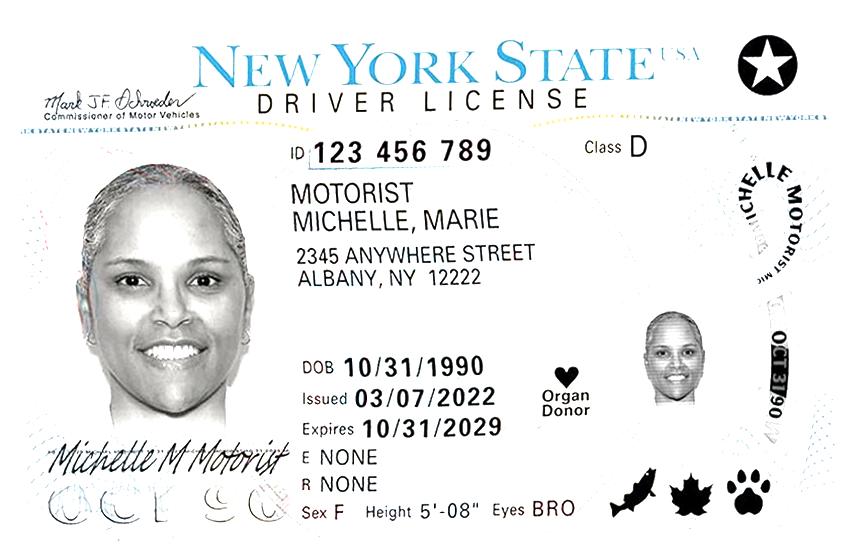 NEW YORK STATE USA
DRIVER LICENSE
Mark J.F. Schroeder
Commissioner of Motor Vehicles
ID 123 456 789
Class D
MOTORIST
MICHELLE, MARIE
2345 ANYWHERE STREET
ALBANY, NY 12222
MICHELLE MOTORIST MIC
DOB 10/31/1990
Issued 03/07/2022
Expires 10/31/2029
Organ
Donor
OCT 31/90
Michelle M Motorist
E NONE
R NONE
Sex F Height 5'-08" Eyes BRO
OCT 90